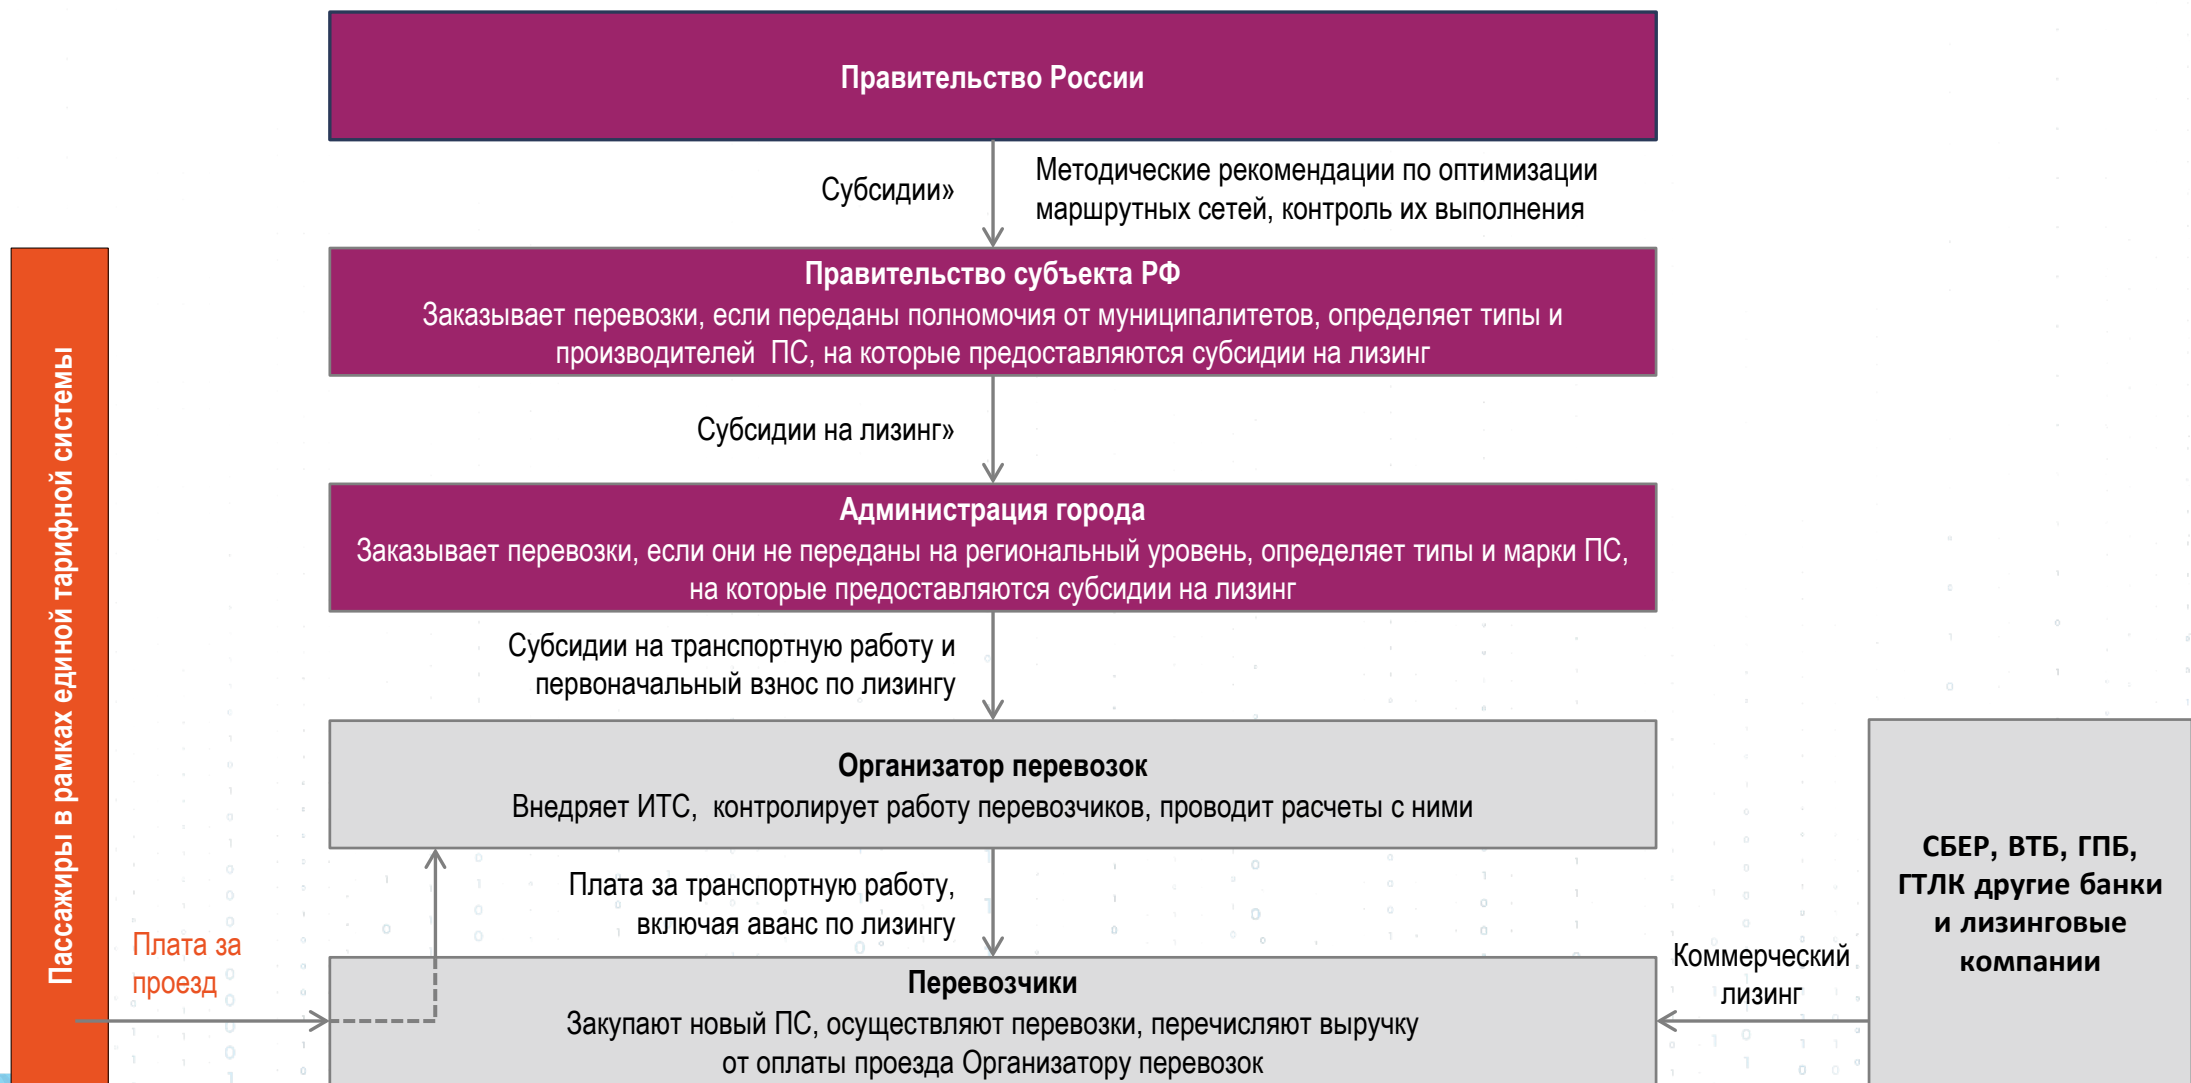 Правительство России
Субсидии»
Методические рекомендации по оптимизации
маршрутных сетей, контроль их выполнения
Правительство субъекта РФ
Заказывает перевозки, если переданы полномочия от муниципалитетов, определяет типы и
производителей ПС, на которые предоставляются субсидии на лизинг
Субсидии на лизинг»
Администрация города
Заказывает перевозки, если они не переданы на региональный уровень, определяет типы и марки ПС,
на которые предоставляются субсидии на лизинг
Субсидии на транспортную работу и
первоначальный взнос по лизингу
Организатор перевозок
Внедряет ИТС, контролирует работу перевозчиков, проводит расчеты с ними
Плата за транспортную работу,
включая аванс по лизингу
Перевозчики
Закупают новый ПС, осуществляют перевозки, перечисляют выручку
от оплаты проезда Организатору перевозок
Пассажиры в рамках единой тарифной системы
Плата за
проезд
Коммерческий
лизинг
СБЕР, ВТБ, ГПБ,
ГТЛК другие банки
и лизинговые
компании